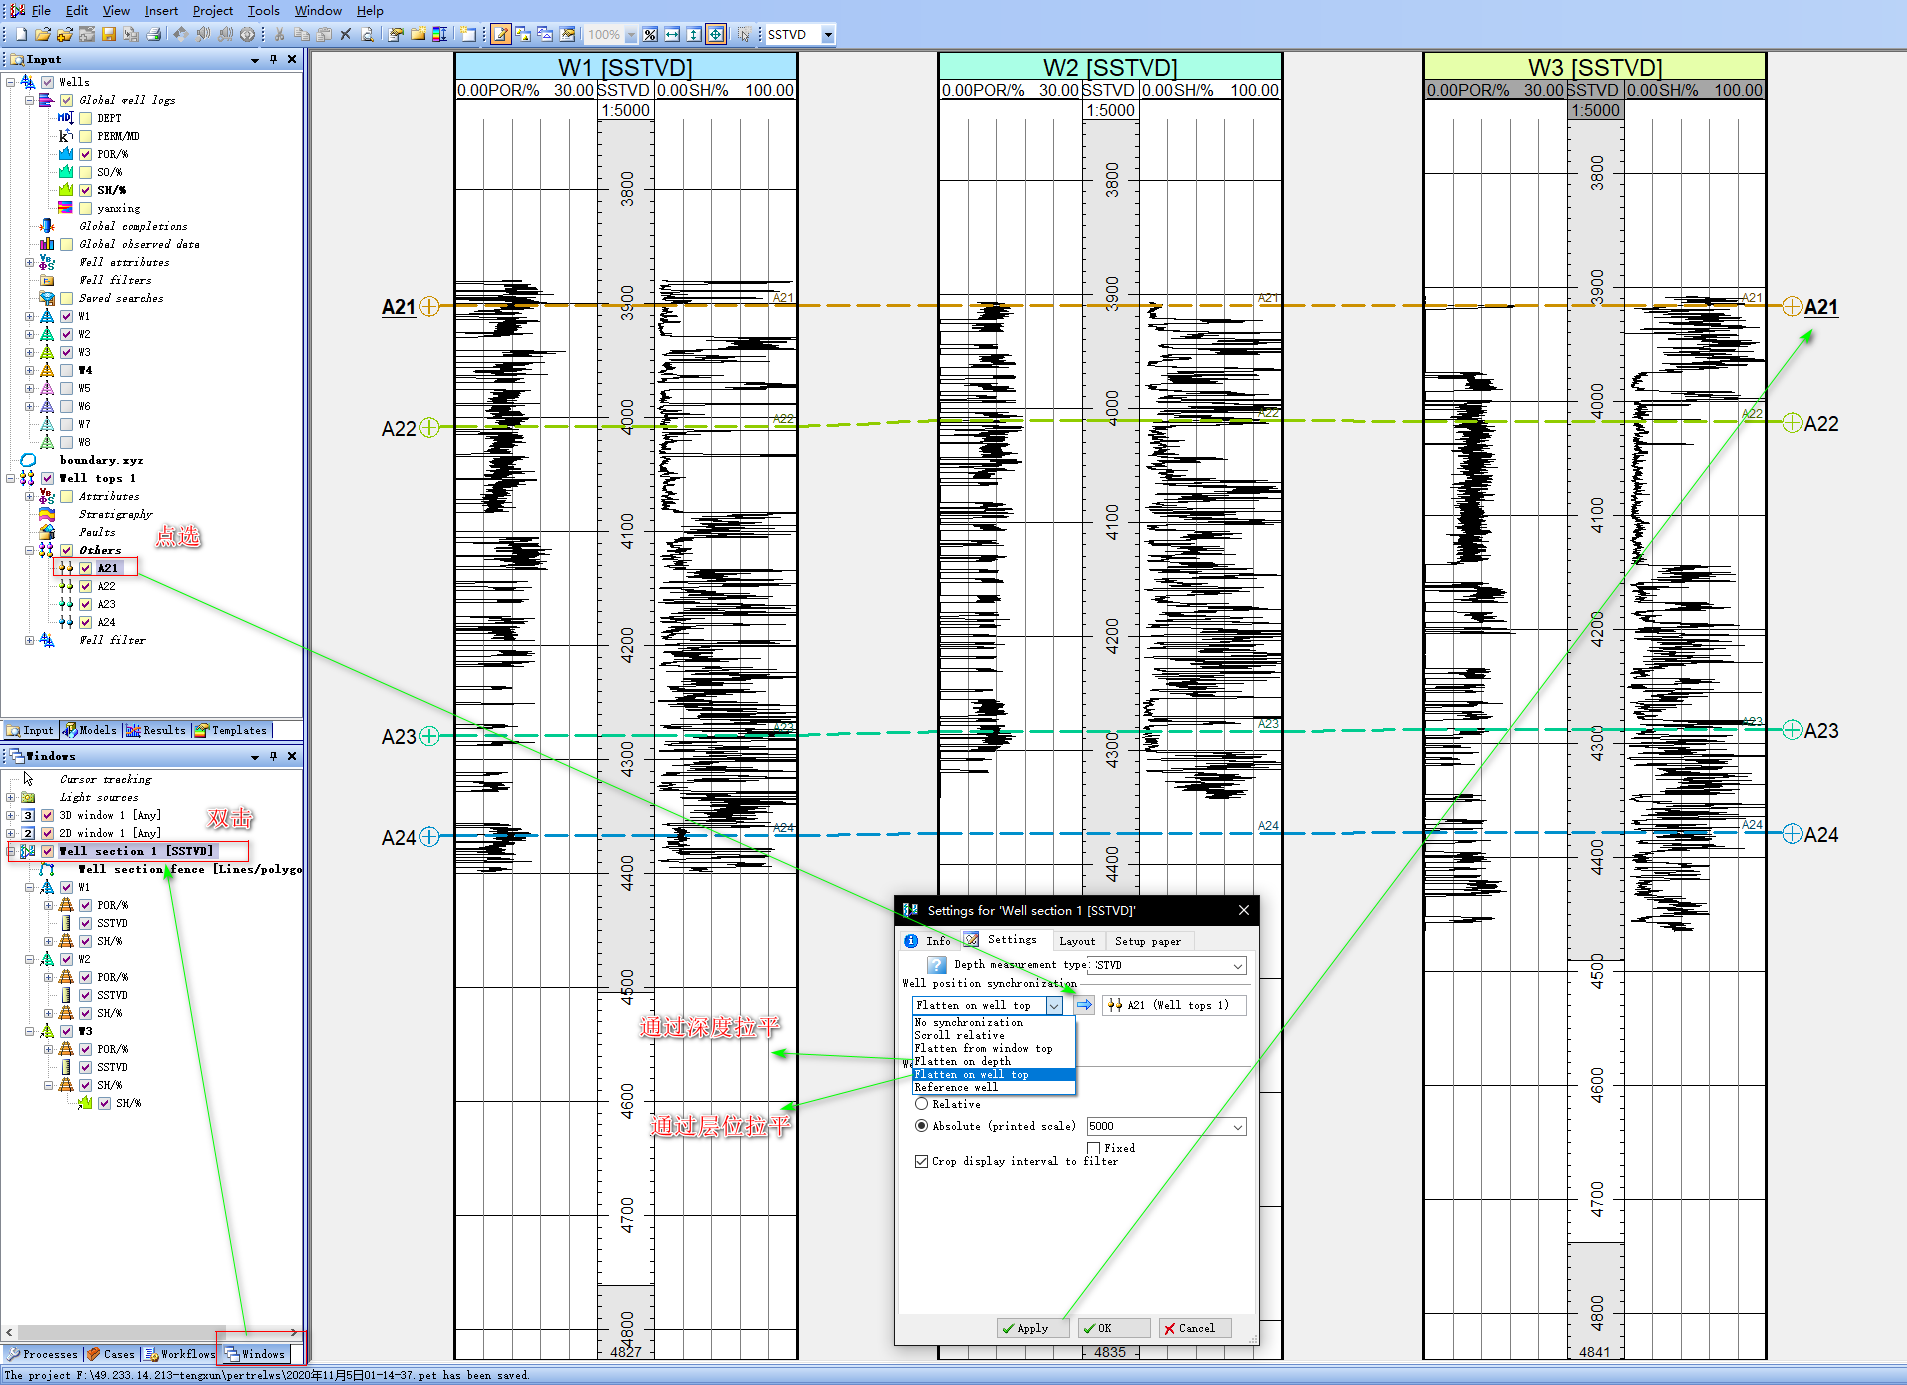 File Edit View Insert Project Tools Window Help
100% SSTVD
Input
Wells
Global well logs
MD DEPT
k PERM/MD
POR/%
SO/%
SH/%
yanxing
Global completions
Global observed data
Well attributes
Well filters
Saved searches
W1
W2
W3
W4
W5
W6
W7
W8
boundary.xyz
Well tops 1
Attributes
Stratigraphy
Faults
Others
点选
A21
A22
A23
A24
Well filter
Input Models Results Templates
Windows
Cursor tracking
Light sources
3 3D window 1 [Any]
2 2D window 1 [Any]
双击
Well section 1 [SSTVD]
Well section fence [Lines/polygo
W1
POR/%
SSTVD
SH/%
W2
POR/%
SSTVD
SH/%
W3
POR/%
SSTVD
SH/%
SH/%
Processes Cases Workflows Windows
The project F:\49.233.14.213-tengxun\pertrelws\2020年11月5日01-14-37.pet has been saved.
W1 [SSTVD]
0.00 POR/% 30.00 SSTVD 0.00 SH/% 100.00
1:5000
3800
3900
4000
4100
4200
4300
4400
4500
4600
4700
4800
4827
A21
A22
A23
A24
A21
A22
A23
A24
W2 [SSTVD]
0.00 POR/% 30.00 SSTVD 0.00 SH/% 100.00
1:5000
3800
3900
4000
4100
4200
4300
4400
4835
A21
A22
A23
A24
W3 [SSTVD]
0.00 POR/% 30.00 SSTVD 0.00 SH/% 100.00
1:5000
3800
3900
4000
4100
4200
4300
4400
4500
4600
4700
4800
4841
A21
A22
A23
A24
A21
A22
A23
A24
通过深度拉平
通过层位拉平
Settings for 'Well section 1 [SSTVD]'
Info Settings Layout Setup paper
Depth measurement type: STVD
Well position synchronization
Flatten on well top A21 (Well tops 1)
No synchronization
Scroll relative
Flatten from window top
Flatten on depth
Flatten on well top
Reference well
Relative
Absolute (printed scale) 5000
Fixed
Crop display interval to filter
Apply OK Cancel